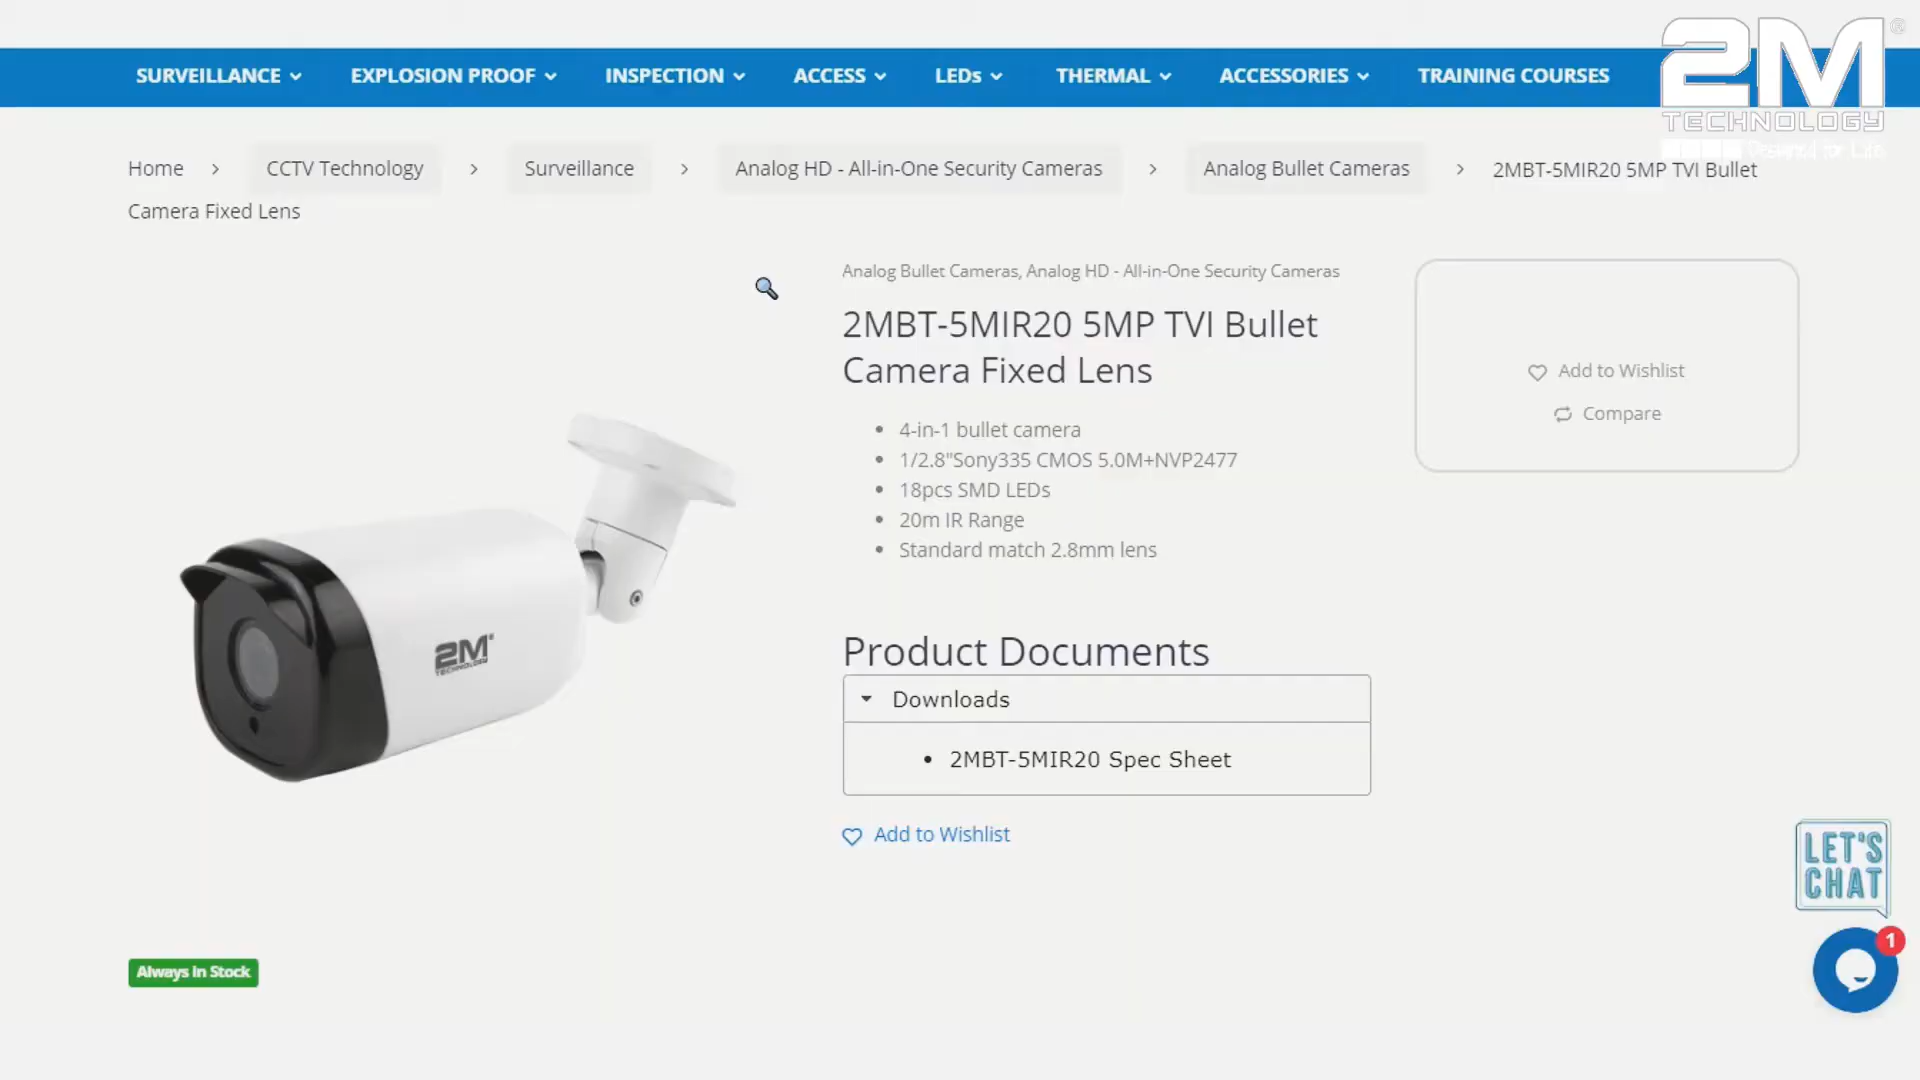 2M®
TECHNOLOGY
SURVEILLANCE EXPLOSION PROOF INSPECTION ACCESS LEDs THERMAL ACCESSORIES TRAINING COURSES
Home > CCTV Technology > Surveillance > Analog HD - All-in-One Security Cameras > Analog Bullet Cameras > 2MBT-5MIR20 5MP TVI Bullet
Camera Fixed Lens
Analog Bullet Cameras, Analog HD - All-in-One Security Cameras
2MBT-5MIR20 5MP TVI Bullet
Camera Fixed Lens
• 4-in-1 bullet camera
• 1/2.8"Sony335 CMOS 5.0M+NVP2477
• 18pcs SMD LEDs
• 20m IR Range
• Standard match 2.8mm lens
Add to Wishlist
Compare
2M®
TECHNOLOGY
Product Documents
Downloads
• 2MBT-5MIR20 Spec Sheet
Add to Wishlist
LET'S
CHAT
1
Always In Stock